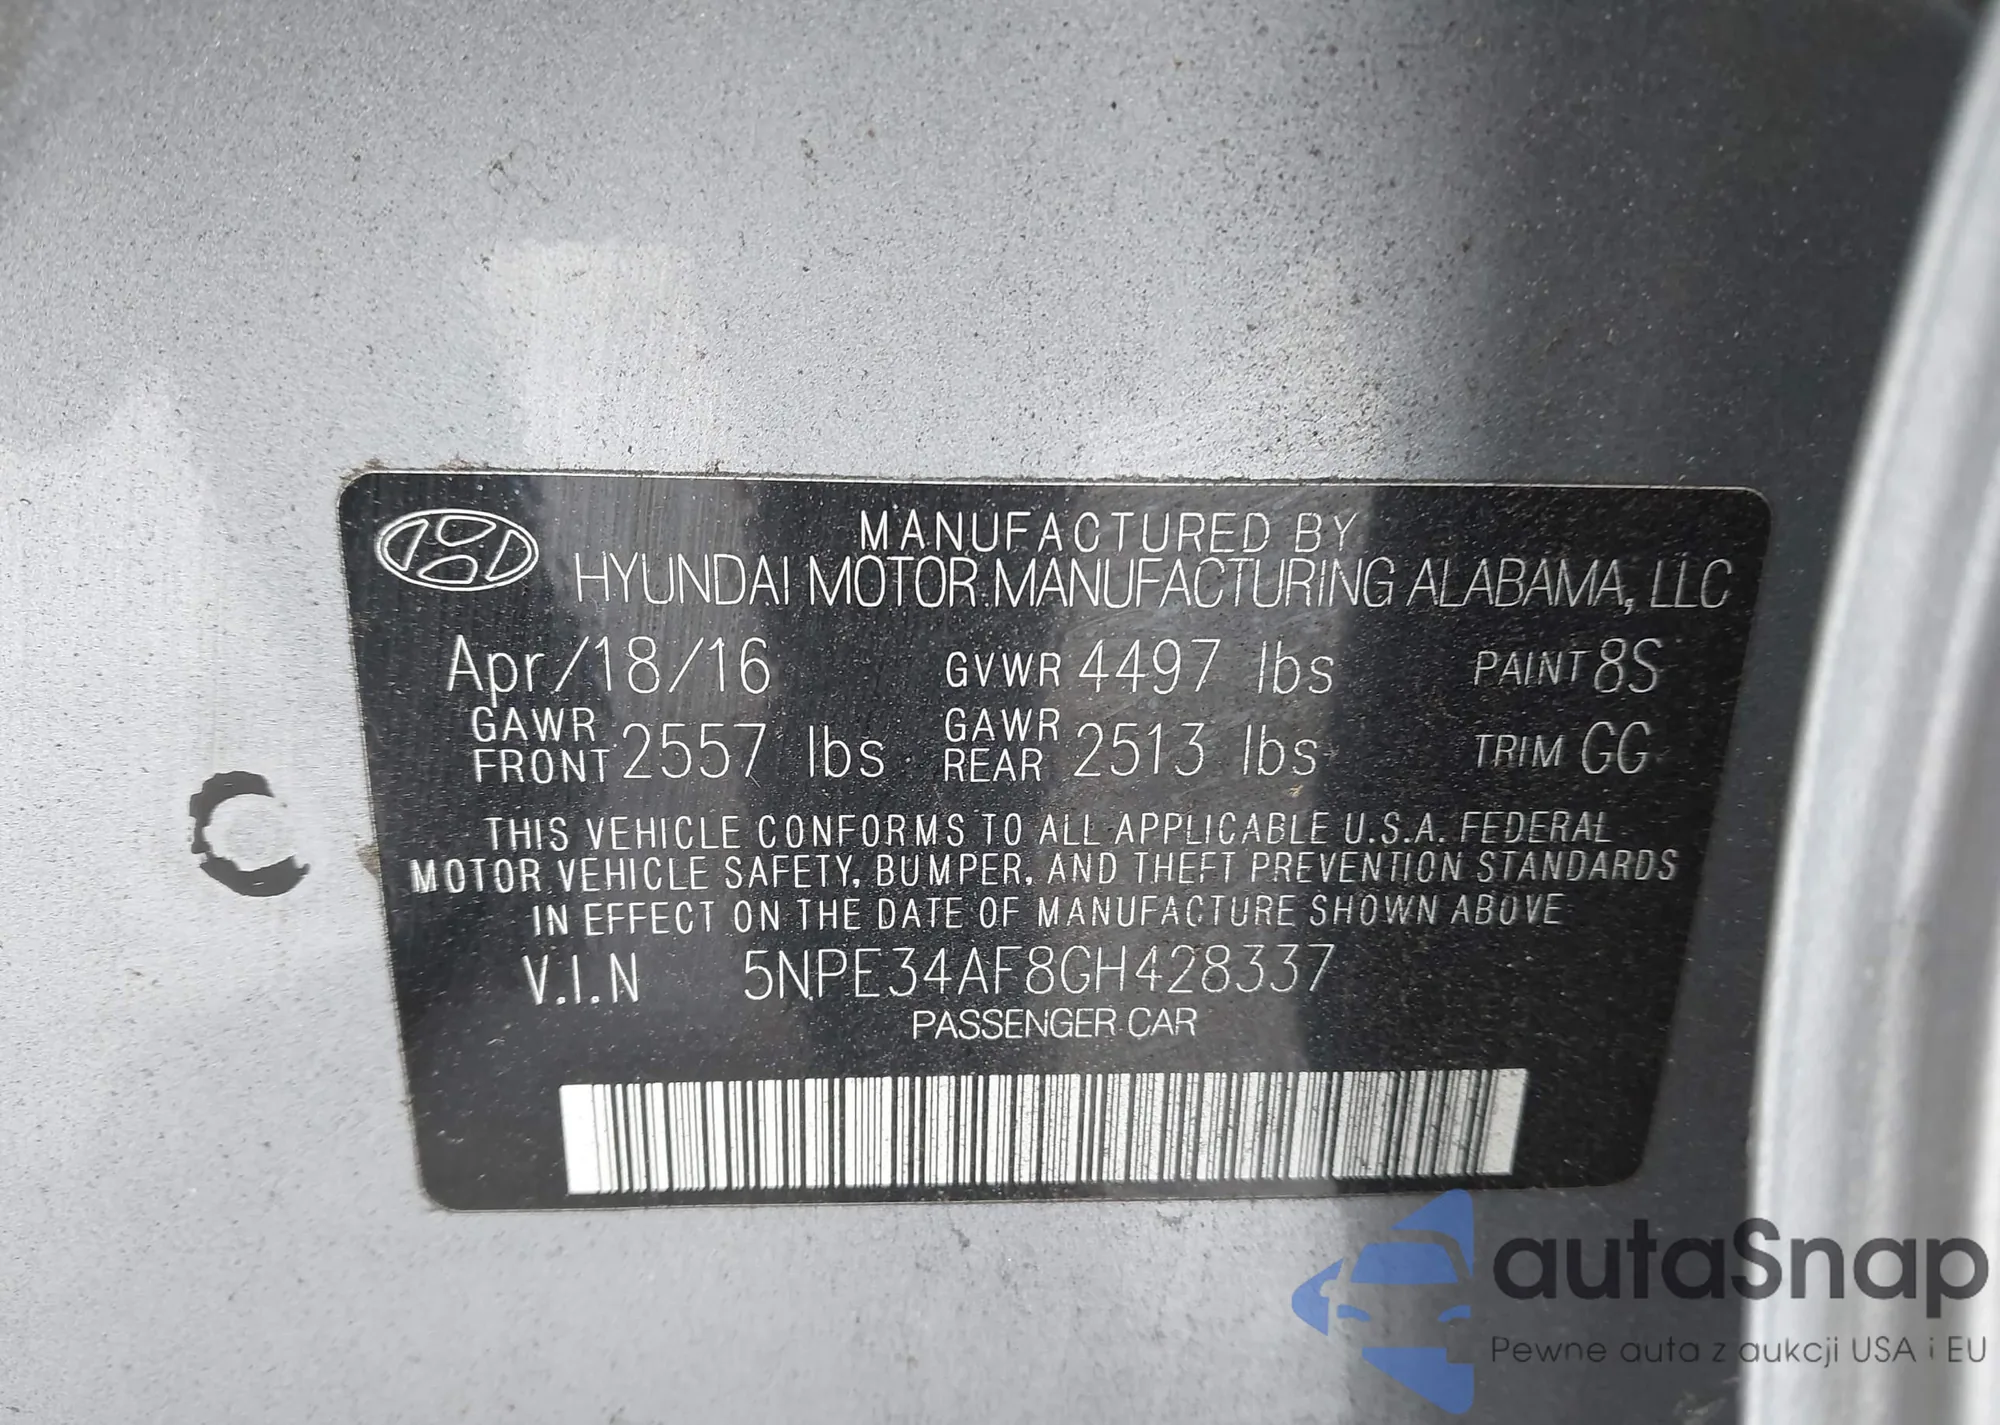 MANUFACTURED BY
HYUNDAI MOTOR MANUFACTURING ALABAMA, LLC
Apr/18/16 GVWR 4497 lbs PAINT 8S
GAWR FRONT 2557 lbs GAWR REAR 2513 lbs TRIM GG
THIS VEHICLE CONFORMS TO ALL APPLICABLE U.S.A. FEDERAL
MOTOR VEHICLE SAFETY, BUMPER, AND THEFT PREVENTION STANDARDS
IN EFFECT ON THE DATE OF MANUFACTURE SHOWN ABOVE
V.I.N 5NPE34AF8GH428337
PASSENGER CAR
autaSnap
Pewne auta z aukcji USA i EU